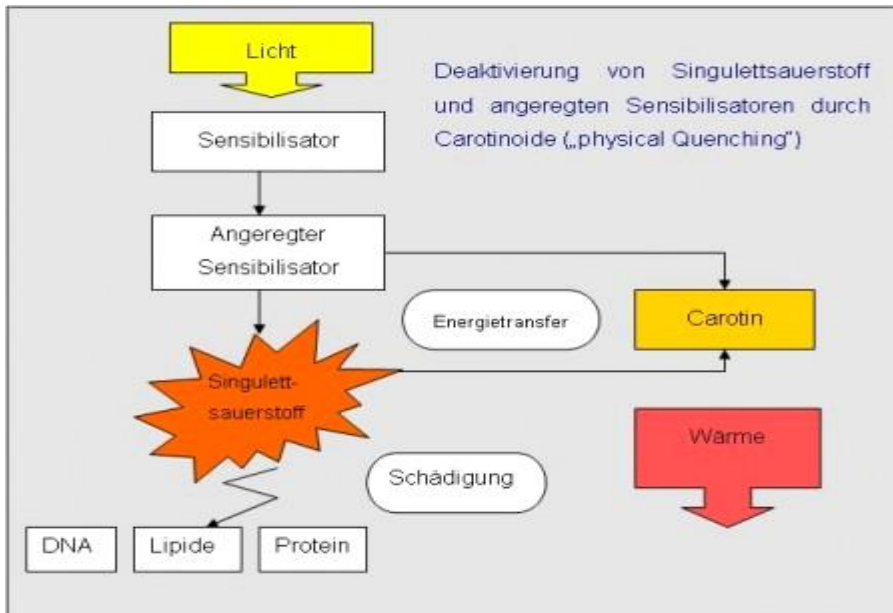 Licht
Deaktivierung von Singulettsauerstoff
und angeregten Sensibilisatoren durch
Carotinoide („physical Quenching")
Sensibilisator
Angeregter
Sensibilisator
Energietransfer
Carotin
Singulett-
sauerstoff
Wärme
Schädigung
DNA
Lipide
Protein